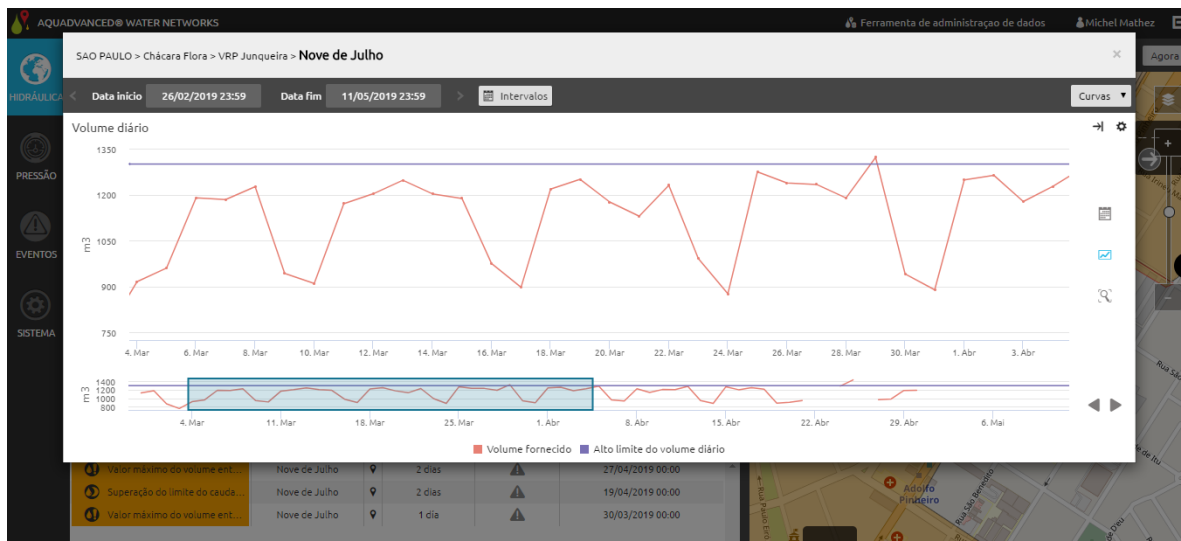 AQUADVANCED® WATER NETWORKS
Ferramenta de administraçao de dados
Michel Mathez
SAO PAULO > Chácara Flora > VRP Junqueira > Nove de Julho
×
Agora
HIDRÁULICA
PRESSÃO
EVENTOS
SISTEMA
< Data início 26/02/2019 23:59 Data fim 11/05/2019 23:59 > Intervalos
Curvas
Volume diário
1350
1200
1050
900
750
m3
4. Mar 6. Mar 8. Mar 10. Mar 12. Mar 14. Mar 16. Mar 18. Mar 20. Mar 22. Mar 24. Mar 26. Mar 28. Mar 30. Mar 1. Abr 3. Abr
1400
1200
1000
800
m3
4. Mar 11. Mar 18. Mar 25. Mar 1. Abr 8. Abr 15. Abr 22. Abr 29. Abr 6. Mai
Volume fornecido Alto limite do volume diário
Valor máximo do volume ent... Nove de Julho 2 dias 27/04/2019 00:00
Superação do limite do cauda... Nove de Julho 2 dias 19/04/2019 00:00
Valor máximo do volume ent... Nove de Julho 1 dia 30/03/2019 00:00
Adolfo
Pinheiro
Rua São Benedito